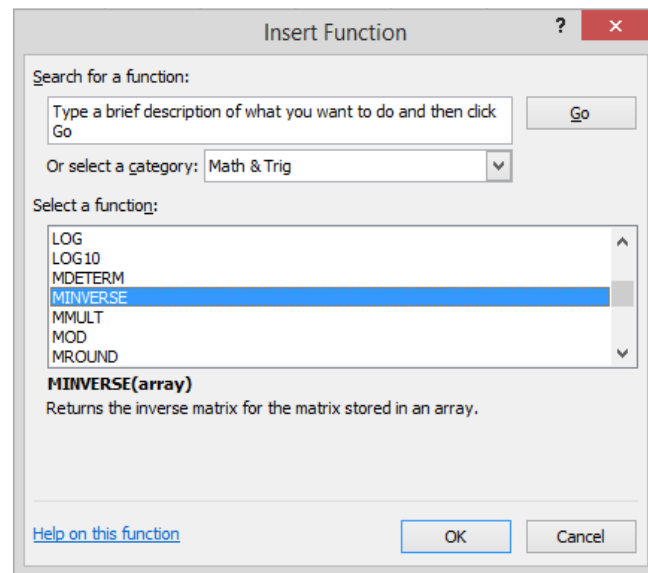 Insert Function
?
×
Search for a function:
Type a brief description of what you want to do and then click
Go
Go
Or select a category: Math & Trig
Select a function:
LOG
LOG10
MDETERM
MINVERSE
MMULT
MOD
MROUND
MINVERSE(array)
Returns the inverse matrix for the matrix stored in an array.
Help on this function
OK
Cancel